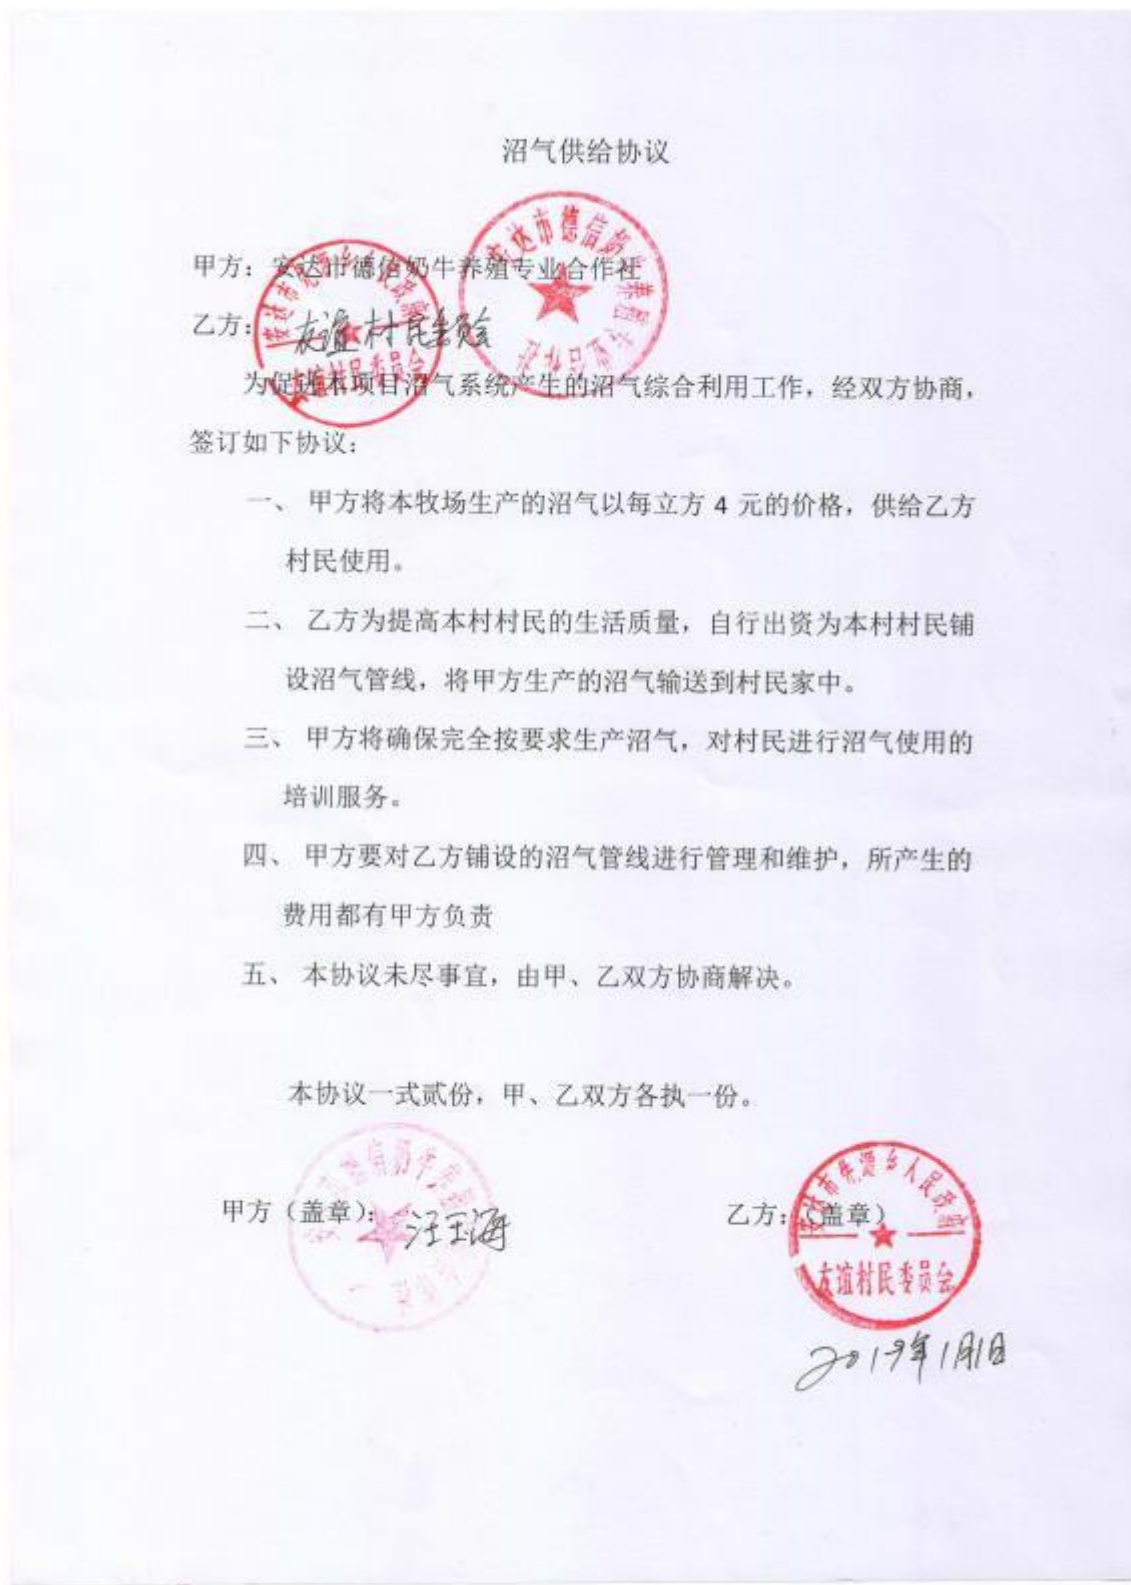 沼气供给协议
甲方：安达市德信奶牛养殖专业合作社
乙方：友谊村民委员会
为促进本项目沼气系统产生的沼气综合利用工作，经双方协商，
签订如下协议：
一、 甲方将本牧场生产的沼气以每立方 4 元的价格，供给乙方
村民使用。
二、 乙方为提高本村村民的生活质量，自行出资为本村村民铺
设沼气管线，将甲方生产的沼气输送到村民家中。
三、 甲方将确保完全按要求生产沼气，对村民进行沼气使用的
培训服务。
四、 甲方要对乙方铺设的沼气管线进行管理和维护，所产生的
费用都有甲方负责
五、 本协议未尽事宜，由甲、乙双方协商解决。
本协议一式贰份，甲、乙双方各执一份。
甲方（盖章）：汪玉海
乙方：（盖章）
安达市先源乡人民政府
友谊村民委员会
2019年1月1日